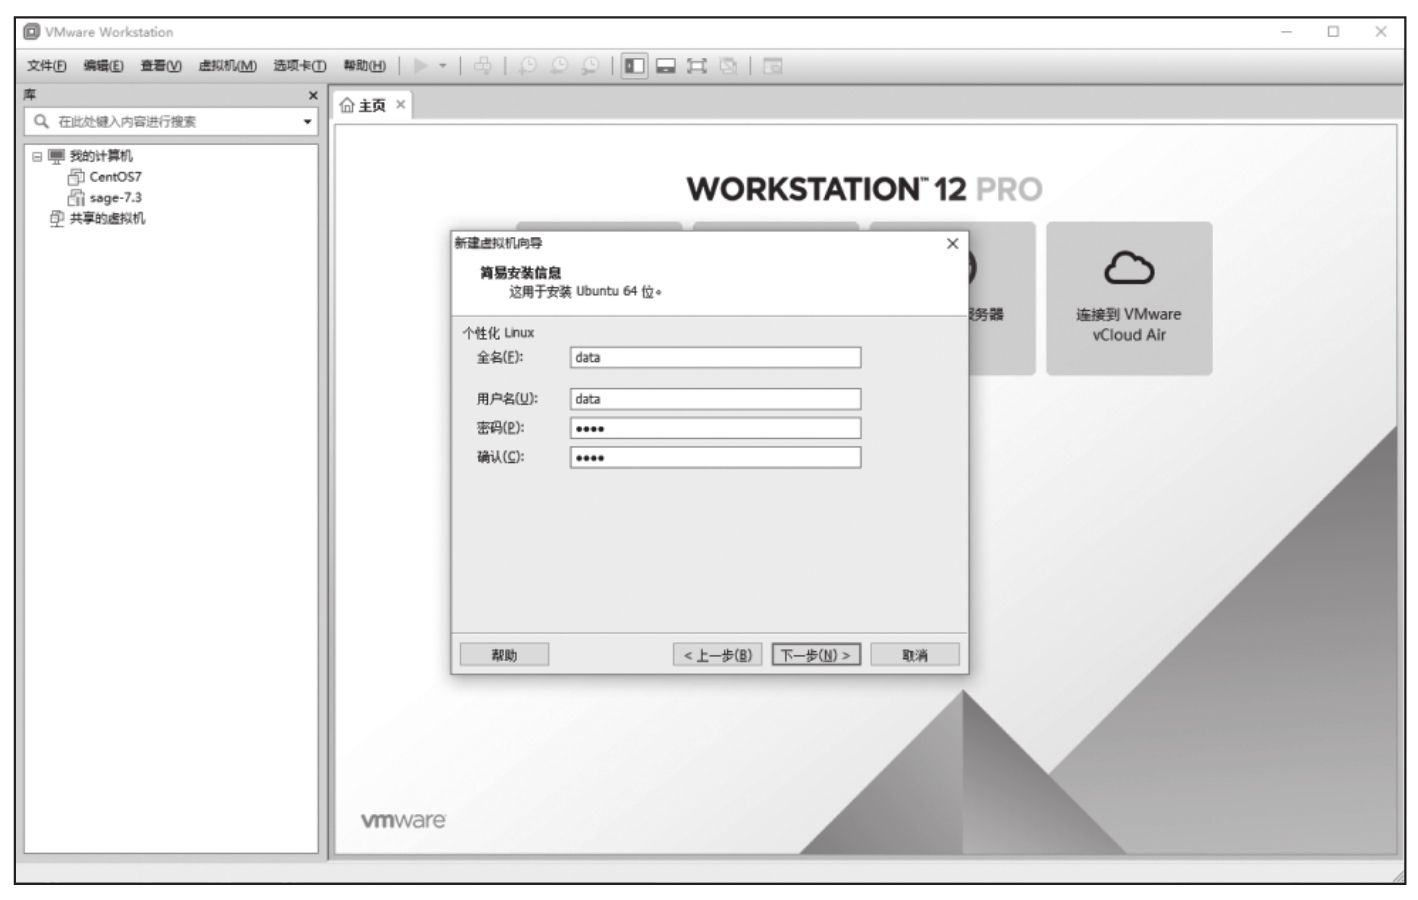 VMware Workstation
文件(F) 编辑(E) 查看(V) 虚拟机(M) 选项卡(T) 帮助(H)
库
在此处键入内容进行搜索
我的计算机
CentOS7
sage-7.3
共享的虚拟机
主页
WORKSTATION™ 12 PRO
务器
连接到 VMware
vCloud Air
新建虚拟机向导
简易安装信息
这用于安装 Ubuntu 64 位。
个性化 Linux
全名(F): data
用户名(U): data
密码(P): ••••
确认(C): ••••
帮助 < 上一步(B) 下一步(N) > 取消
vmware